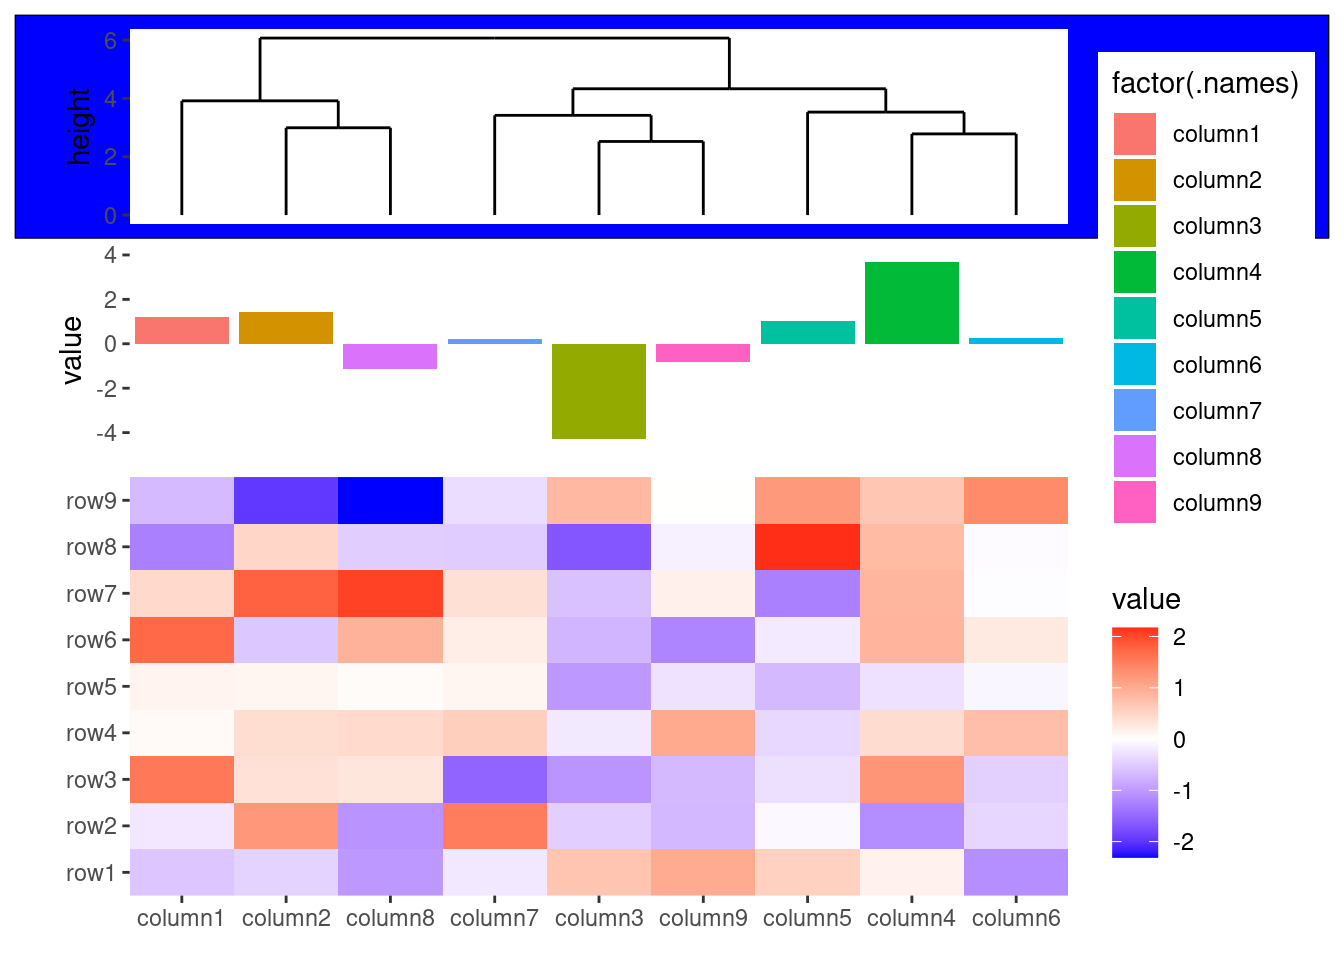 height
6
4
2
0
value
4
2
0
-2
-4
row9
row8
row7
row6
row5
row4
row3
row2
row1
column1 column2 column8 column7 column3 column9 column5 column4 column6
factor(.names)
column1
column2
column3
column4
column5
column6
column7
column8
column9
value
2
1
0
-1
-2